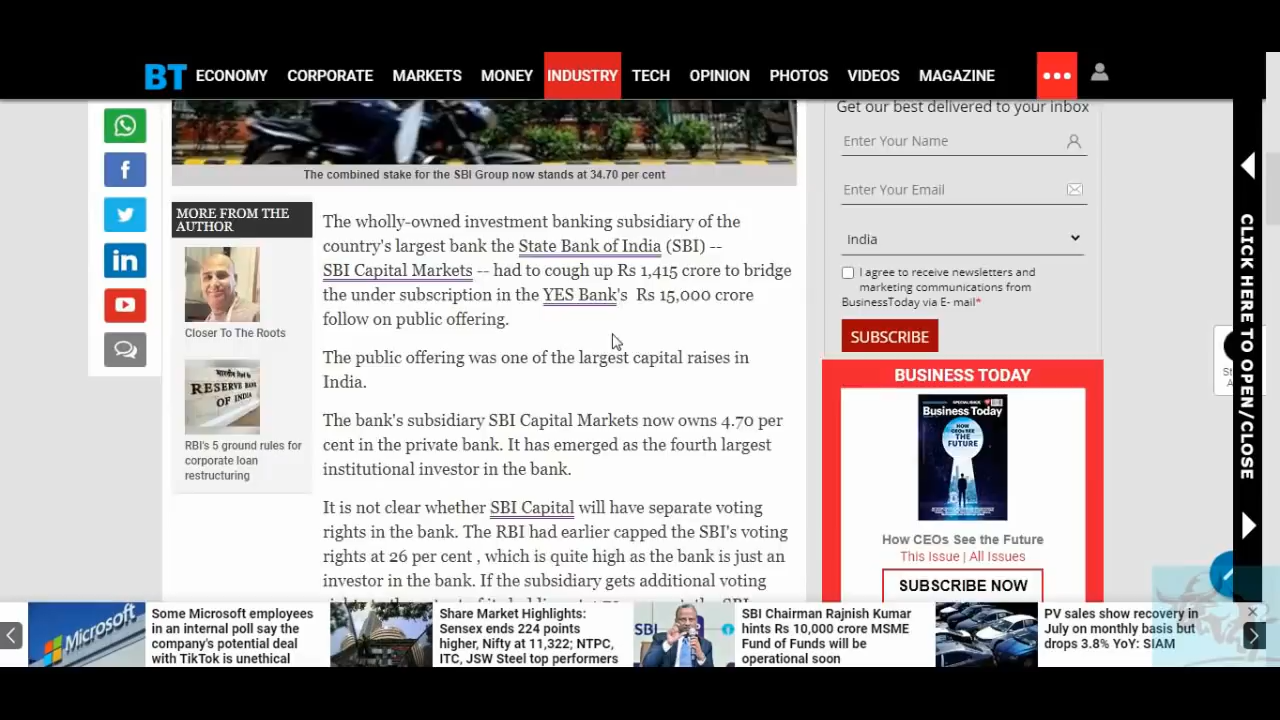 BT ECONOMY CORPORATE MARKETS MONEY INDUSTRY TECH OPINION PHOTOS VIDEOS MAGAZINE
The combined stake for the SBI Group now stands at 34.70 per cent
MORE FROM THE
AUTHOR
Closer To The Roots
भारतीय रिज़र्व बैंक
RESERVE BANK
OF INDIA
RBI's 5 ground rules for
corporate loan
restructuring
The wholly-owned investment banking subsidiary of the
country's largest bank the State Bank of India (SBI) --
SBI Capital Markets -- had to cough up Rs 1,415 crore to bridge
the under subscription in the YES Bank's Rs 15,000 crore
follow on public offering.
The public offering was one of the largest capital raises in
India.
The bank's subsidiary SBI Capital Markets now owns 4.70 per
cent in the private bank. It has emerged as the fourth largest
institutional investor in the bank.
It is not clear whether SBI Capital will have separate voting
rights in the bank. The RBI had earlier capped the SBI's voting
rights at 26 per cent , which is quite high as the bank is just an
investor in the bank. If the subsidiary gets additional voting
Get our best delivered to your inbox
Enter Your Name
Enter Your Email
India
I agree to receive newsletters and
marketing communications from
BusinessToday via E- mail*
SUBSCRIBE
BUSINESS TODAY
Business Today
HOW
CEOs SEE
THE
FUTURE
How CEOs See the Future
This Issue | All Issues
SUBSCRIBE NOW
CLICK HERE TO OPEN/CLOSE
Microsoft
Some Microsoft employees
in an internal poll say the
company's potential deal
with TikTok is unethical
Share Market Highlights:
Sensex ends 224 points
higher, Nifty at 11,322; NTPC,
ITC, JSW Steel top performers
SBI
SBI Chairman Rajnish Kumar
hints Rs 10,000 crore MSME
Fund of Funds will be
operational soon
PV sales show recovery in
July on monthly basis but
drops 3.8% YoY: SIAM